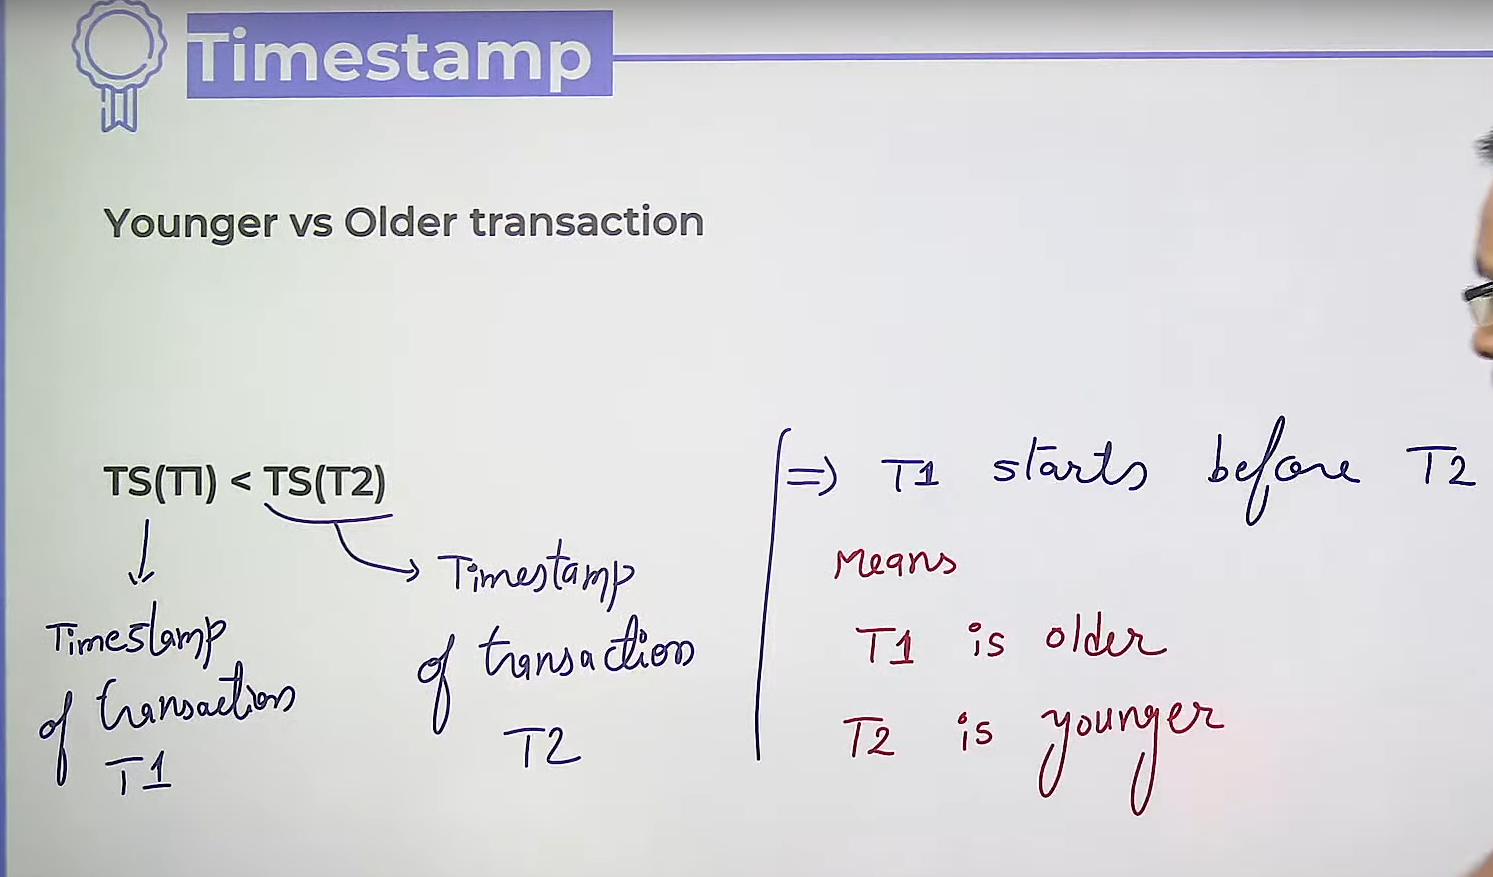 Timestamp
Younger vs Older transaction
TS(T1) < TS(T2)
Timestamp
of transaction
T1
Timestamp
of transaction
T2
=> T1 starts before T2
Means
T1 is older
T2 is younger